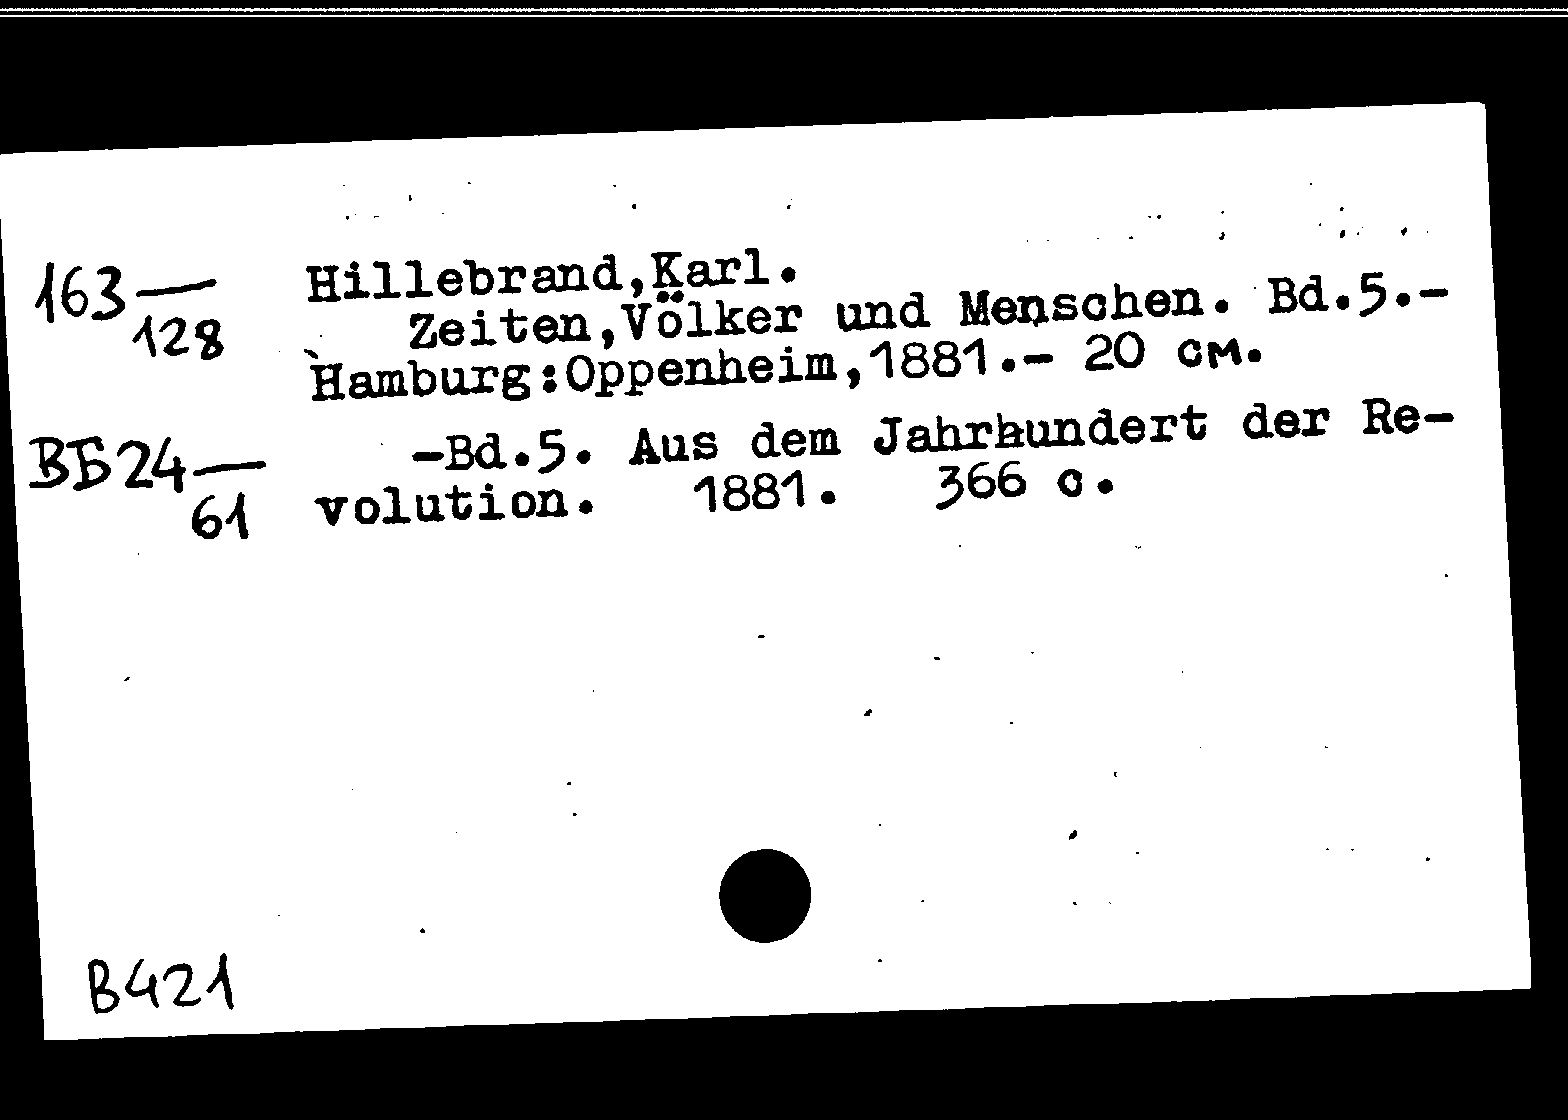 163—
128
Hillebrand,Karl.
Zeiten,Völker und Menschen. Bd.5.-
Hamburg:Oppenheim,1881.- 20 см.
ВБ24—
61
-Bd.5. Aus dem Jahrhundert der Re-
volution. 1881. 366 с.
В421